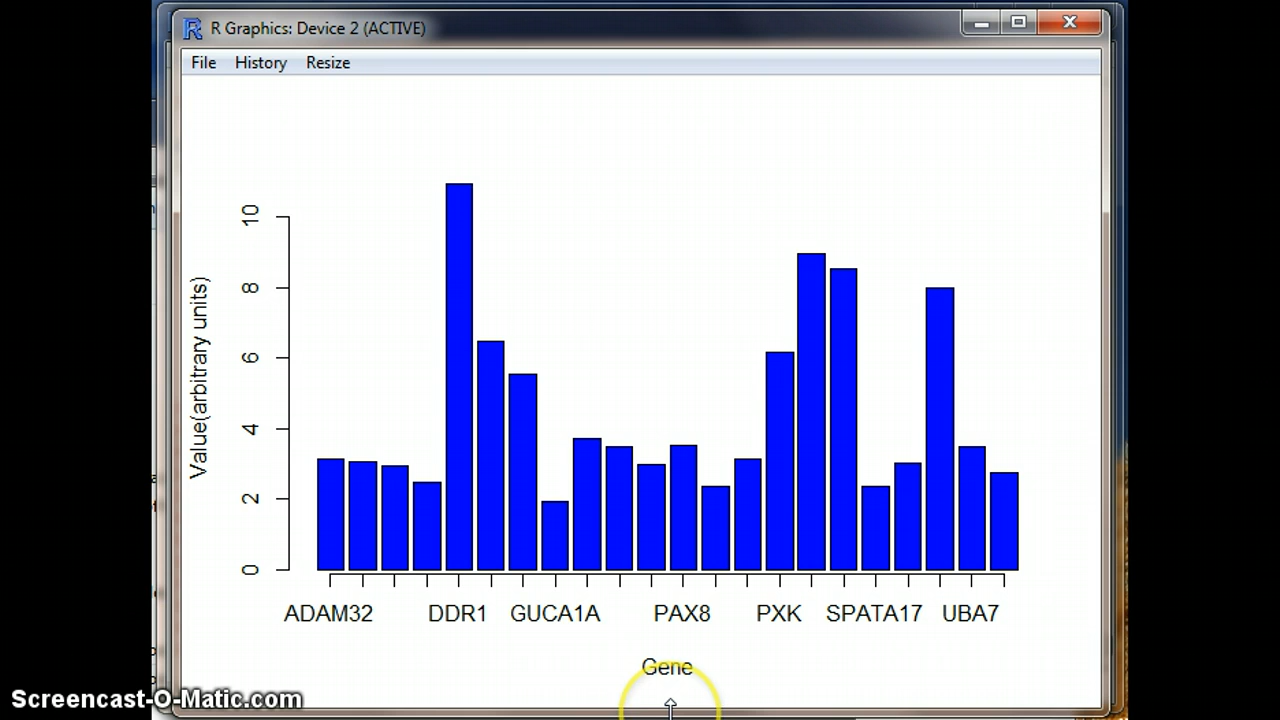 R Graphics: Device 2 (ACTIVE)
File History Resize
Value(arbitrary units)
10
8
6
4
2
0
ADAM32 DDR1 GUCA1A PAX8 PXK SPATA17 UBA7
Gene
Screencast-O-Matic.com